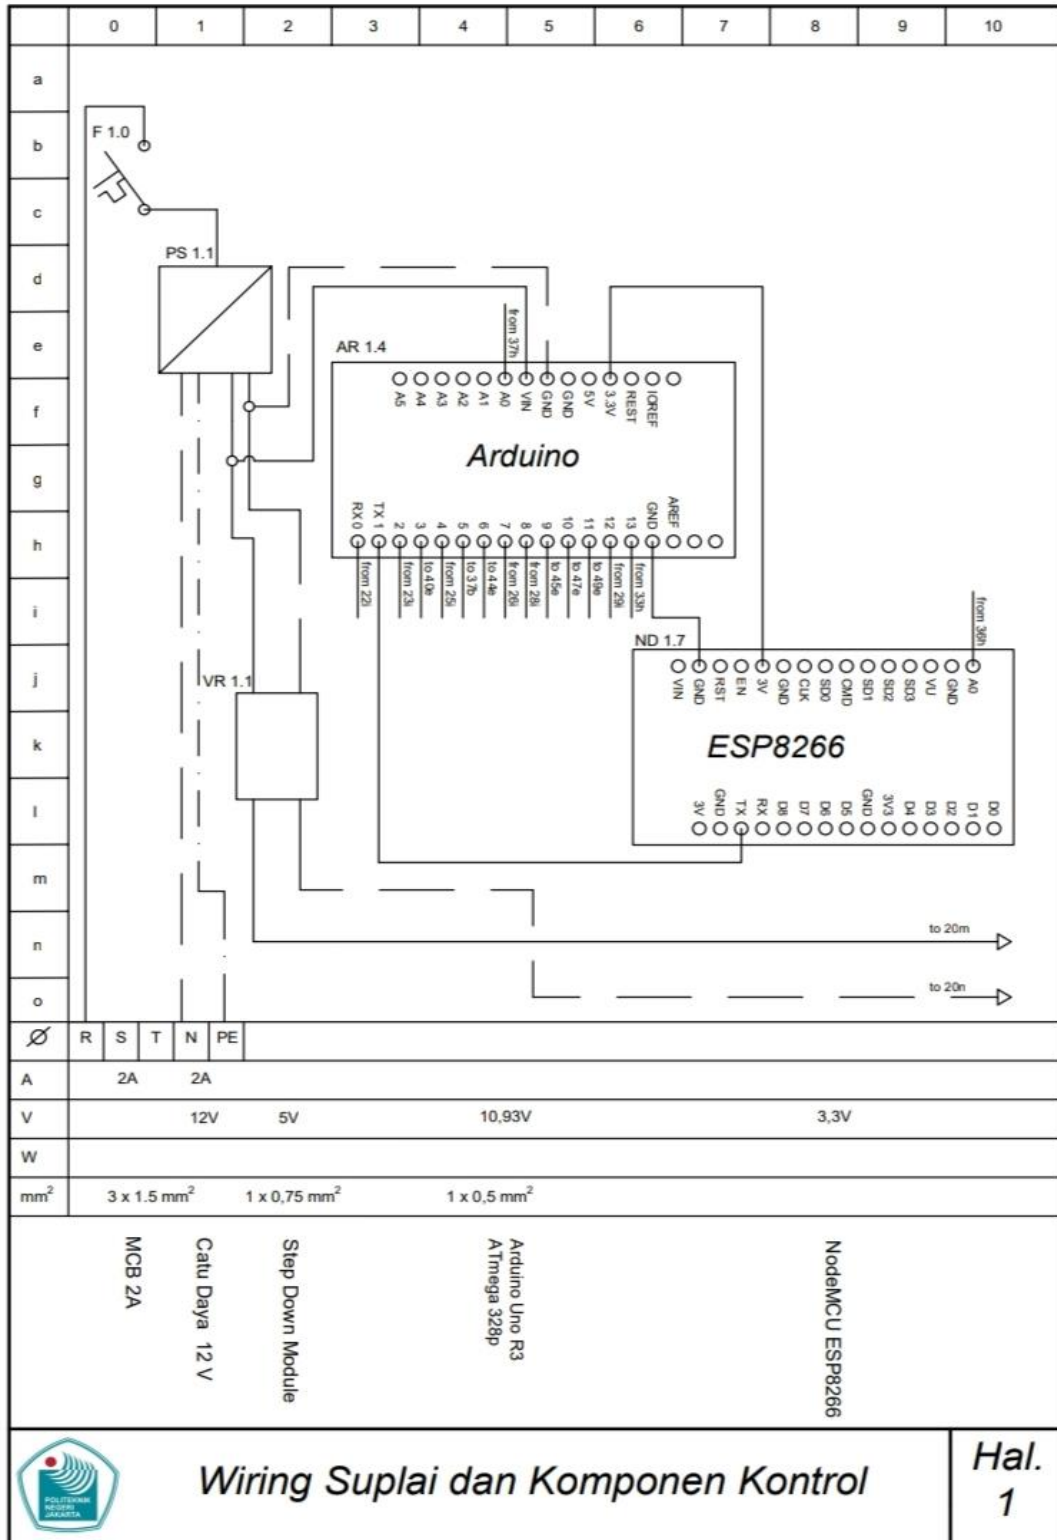 0 1 2 3 4 5 6 7 8 9 10
a
b
c
d
e
f
g
h
i
j
k
l
m
n
o
F 1.0
PS 1.1
AR 1.4
from 37h
A5 A4 A3 A2 A1 A0 VIN GND GND 5V 3.3V REST IOREF
Arduino
RX 0 TX 1 2 3 4 5 6 7 8 9 10 11 12 13 GND AREF
from 22i
from 23i
to 40e
from 25i
to 37b
to 44e
from 26i
from 28i
to 45e
to 47e
to 49e
from 29i
from 33h
ND 1.7
from 36h
VR 1.1
VIN GND RST EN 3V GND CLK SD0 CMD SD1 SD2 SD3 VU GND A0
ESP8266
3V GND TX RX D8 D7 D6 D5 GND 3V3 D4 D3 D2 D1 D0
to 20m
to 20n
Ø R S T N PE
A 2A 2A
V 12V 5V 10,93V 3,3V
W
mm² 3 x 1.5 mm² 1 x 0,75 mm² 1 x 0,5 mm²
MCB 2A
Catu Daya 12 V
Step Down Module
Arduino Uno R3
ATmega 328p
NodeMCU ESP8266
POLITEKNIK
NEGERI
JAKARTA
Wiring Suplai dan Komponen Kontrol
Hal.
1